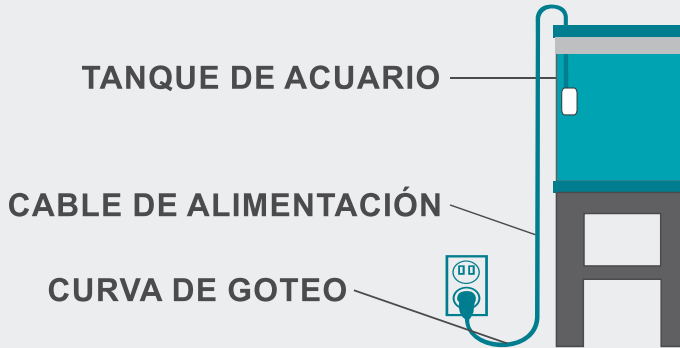 TANQUE DE ACUARIO
CABLE DE ALIMENTACIÓN
CURVA DE GOTEO